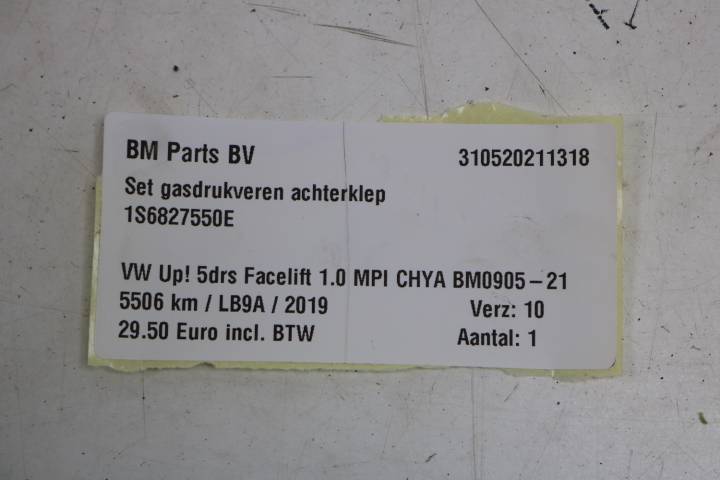 BM Parts BV 310520211318
Set gasdrukveren achterklep
1S6827550E
VW Up! 5drs Facelift 1.0 MPI CHYA BM0905-21
5506 km / LB9A / 2019 Verz: 10
29.50 Euro incl. BTW Aantal: 1